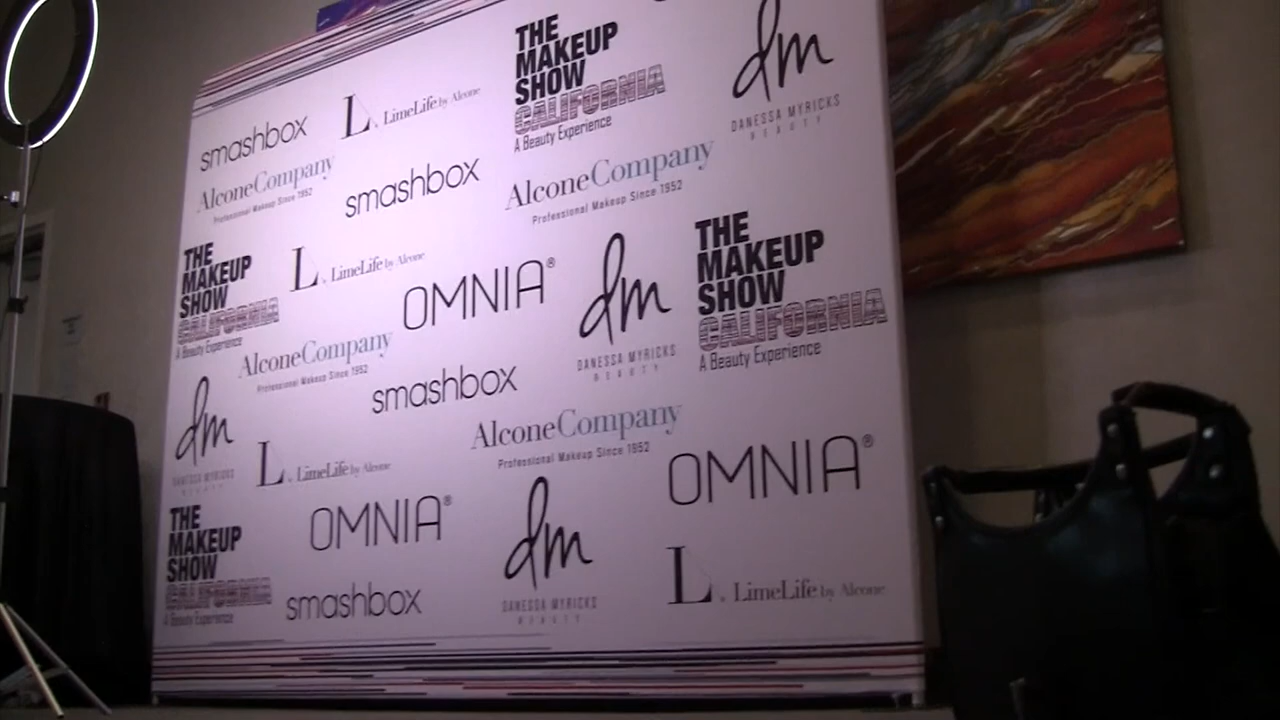 THE
MAKEUP
SHOW
CALIFORNIA
A Beauty Experience
dm
DANESSA MYRICKS
BEAUTY
L. LimeLife by Alcone
smashbox
AlconeCompany
Professional Makeup Since 1952
smashbox
AlconeCompany
Professional Makeup Since 1952
THE
MAKEUP
SHOW
CALIFORNIA
A Beauty Experience
L. LimeLife by Alcone
OMNIA®
dm
DANESSA MYRICKS
BEAUTY
THE
MAKEUP
SHOW
CALIFORNIA
A Beauty Experience
AlconeCompany
Professional Makeup Since 1952
smashbox
dm
DANESSA MYRICKS
BEAUTY
L. LimeLife by Alcone
AlconeCompany
Professional Makeup Since 1952
OMNIA®
THE
MAKEUP
SHOW
CALIFORNIA
A Beauty Experience
OMNIA®
smashbox
dm
DANESSA MYRICKS
BEAUTY
L. LimeLife by Alcone